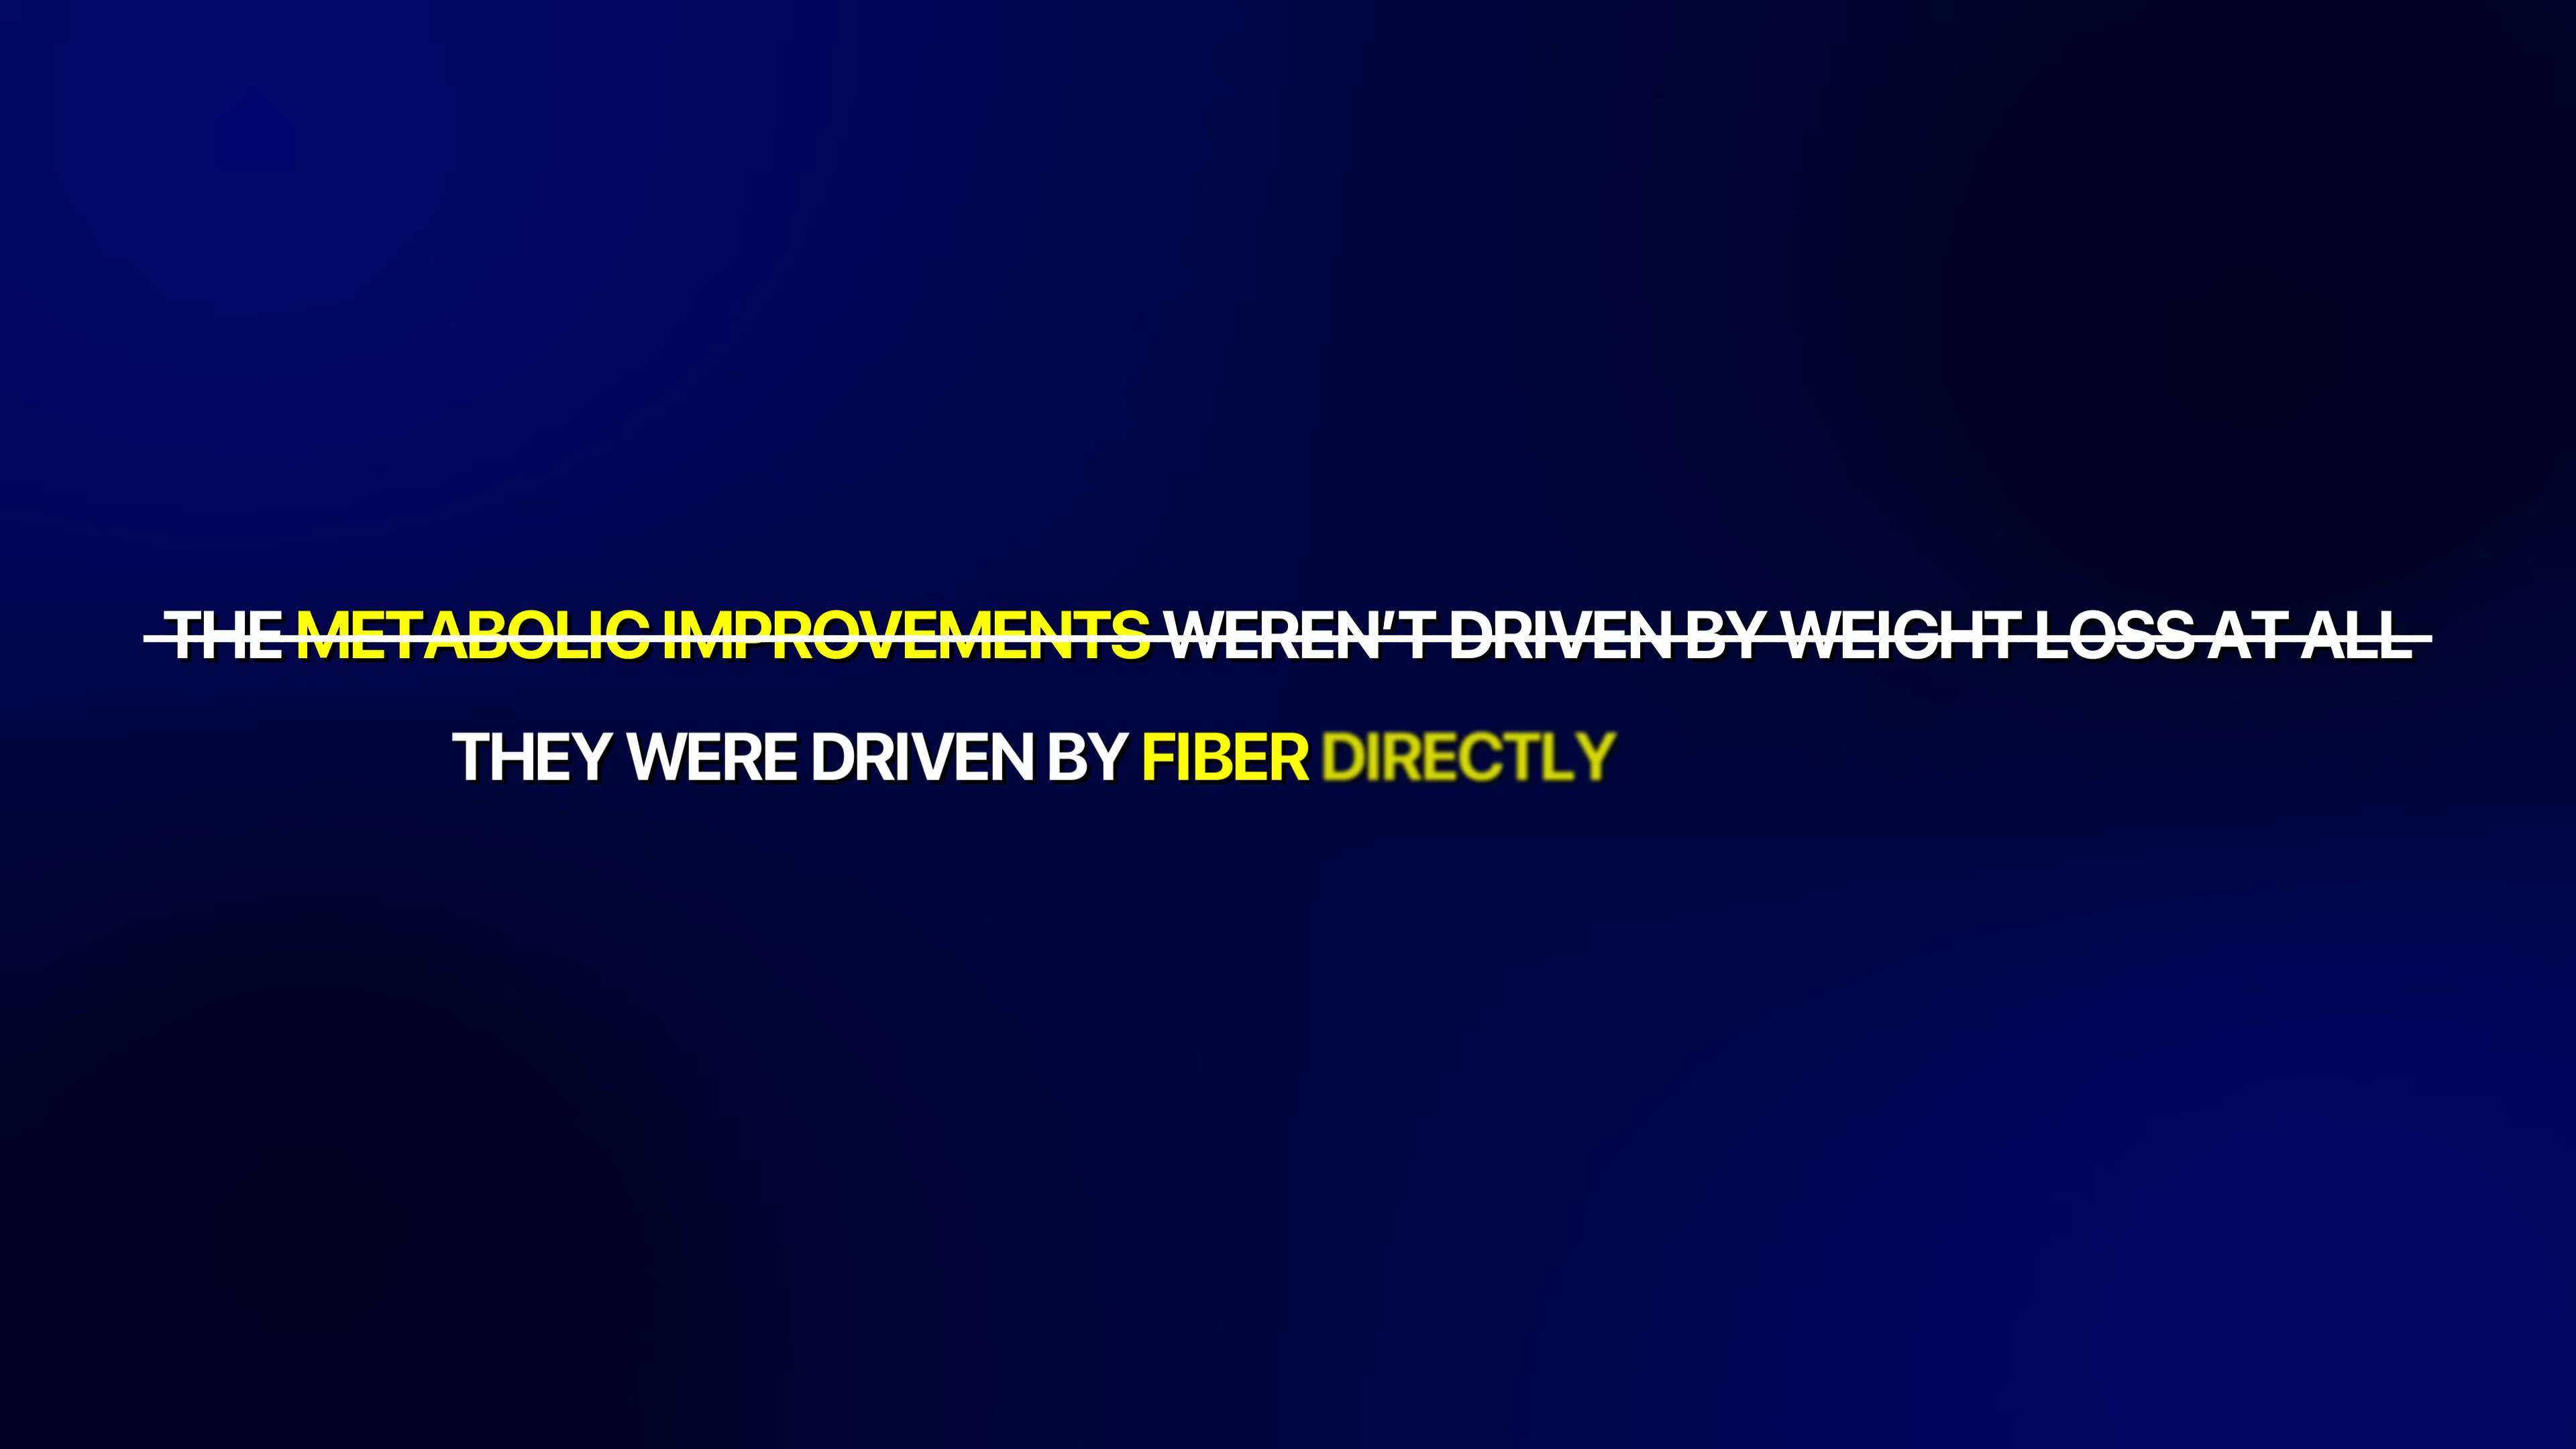 THE METABOLIC IMPROVEMENTS WEREN'T DRIVEN BY WEIGHT LOSS AT ALL
THEY WERE DRIVEN BY FIBER DIRECTLY